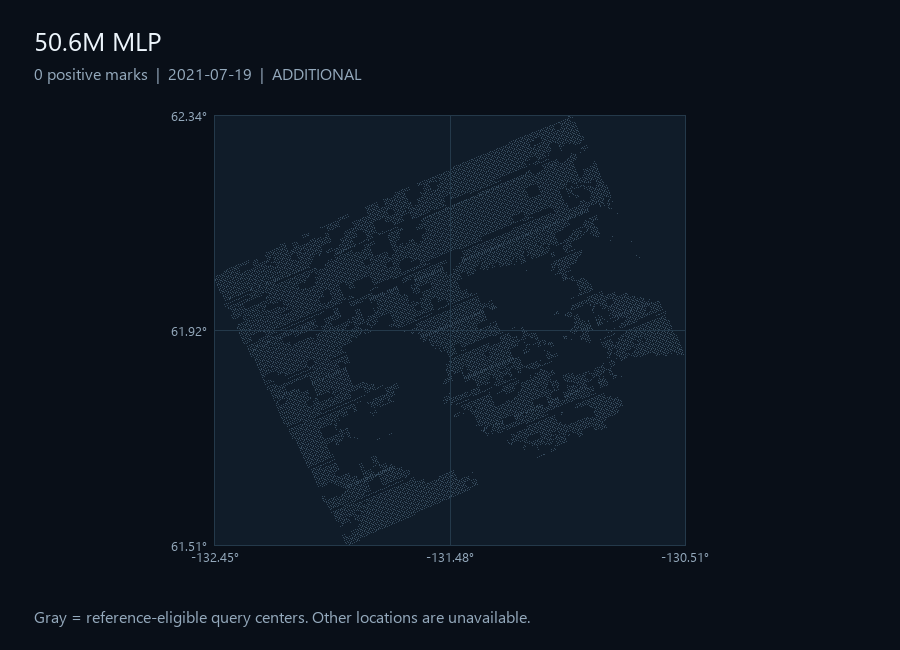 50.6M MLP
0 positive marks | 2021-07-19 | ADDITIONAL
62.34°
61.92°
61.51°
-132.45° -131.48° -130.51°
Gray = reference-eligible query centers. Other locations are unavailable.